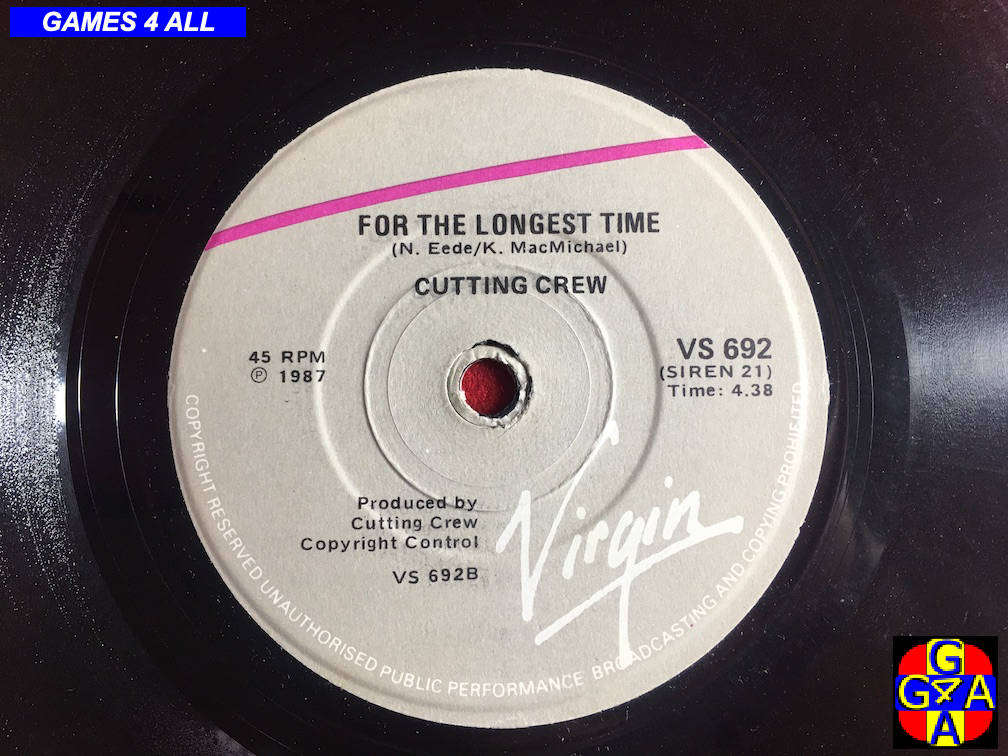 GAMES 4 ALL
FOR THE LONGEST TIME
(N. Eede/K. MacMichael)
CUTTING CREW
45 RPM
℗ 1987
VS 692
(SIREN 21)
Time: 4.38
Produced by
Cutting Crew
Copyright Control
VS 692B
Virgin
COPYRIGHT RESERVED UNAUTHORISED PUBLIC PERFORMANCE BROADCASTING AND COPYING PROHIBITED
G
G4A
A